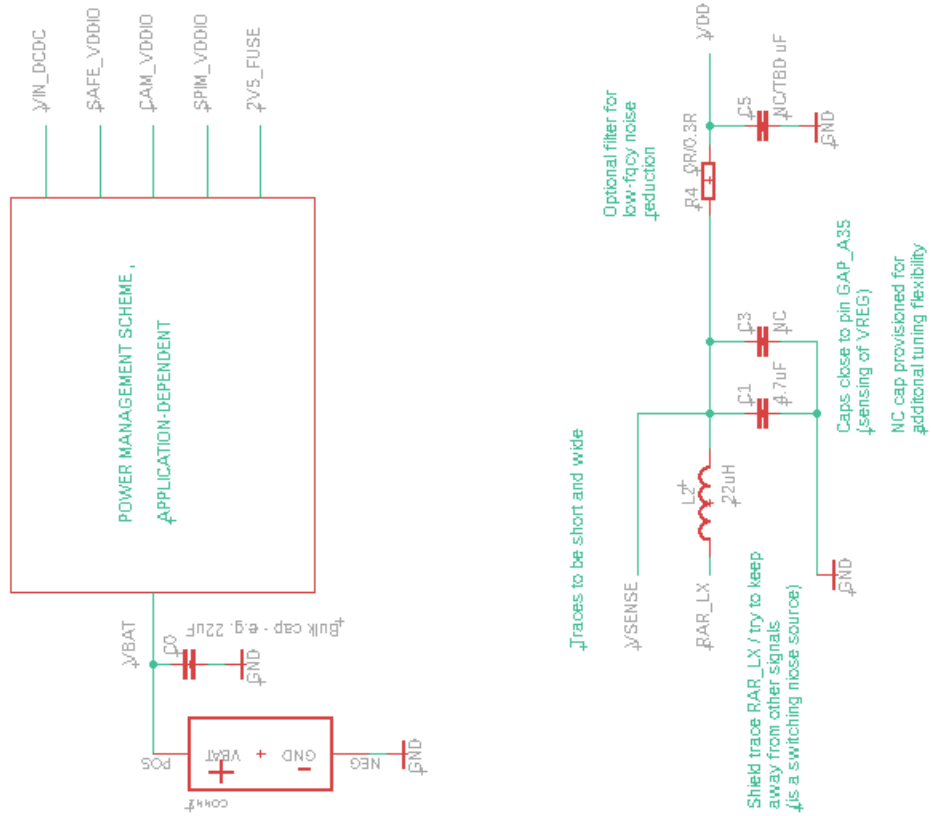 VIN_DCDC
SAFE_VDDIO
CAM_VDDIO
SPIM_VDDIO
2V5_FUSE
POWER MANAGEMENT SCHEME,
APPLICATION-DEPENDENT
VBAT
C0
Bulk cap - e.g. 22uF
GND
POS
VBAT
GND
NEG
GND
VDD
C5
NC/TBD uF
GND
Optional filter for
low-fqcy noise
reduction
R4
0R/0.3R
C3
NC
C1
4.7uF
Caps close to pin GAP_A35
(sensing of VREG)
NC cap provisioned for
additonal tuning flexibility
Traces to be short and wide
L2
22uH
VSENSE
RAR_LX
GND
Shield trace RAR_LX / try to keep
away from other signals
(is a switching niose source)